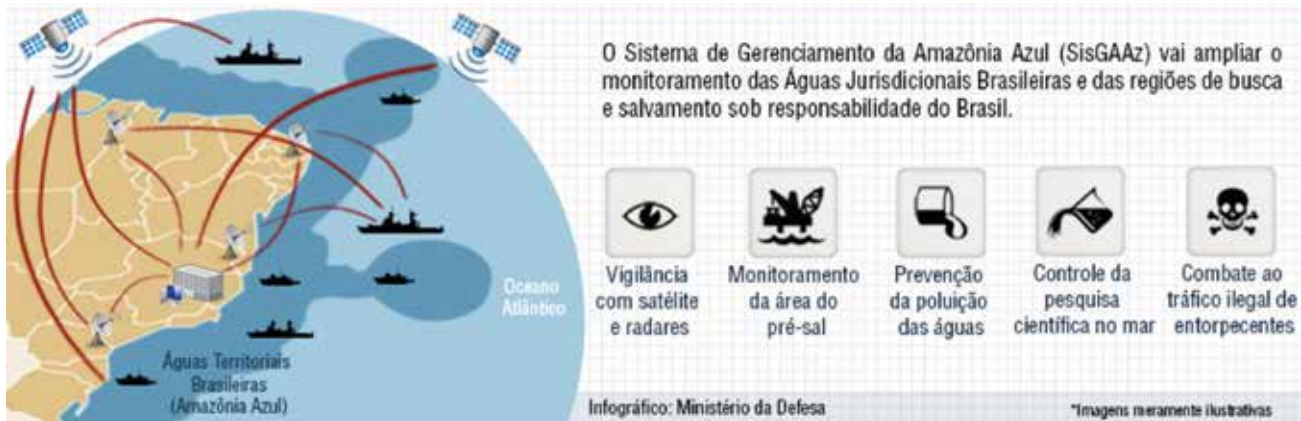 O Sistema de Gerenciamento da Amazônia Azul (SisGAAz) vai ampliar o
monitoramento das Águas Jurisdicionais Brasileiras e das regiões de busca
e salvamento sob responsabilidade do Brasil.
Vigilância
com satélite
e radares
Monitoramento
da área do
pré-sal
Prevenção
da poluição
das águas
Controle da
pesquisa
científica no mar
Combate ao
tráfico ilegal de
entorpecentes
Oceano
Atlântico
Águas Territoriais
Brasileiras
(Amazônia Azul)
Infográfico: Ministério da Defesa
*Imagens meramente ilustrativas